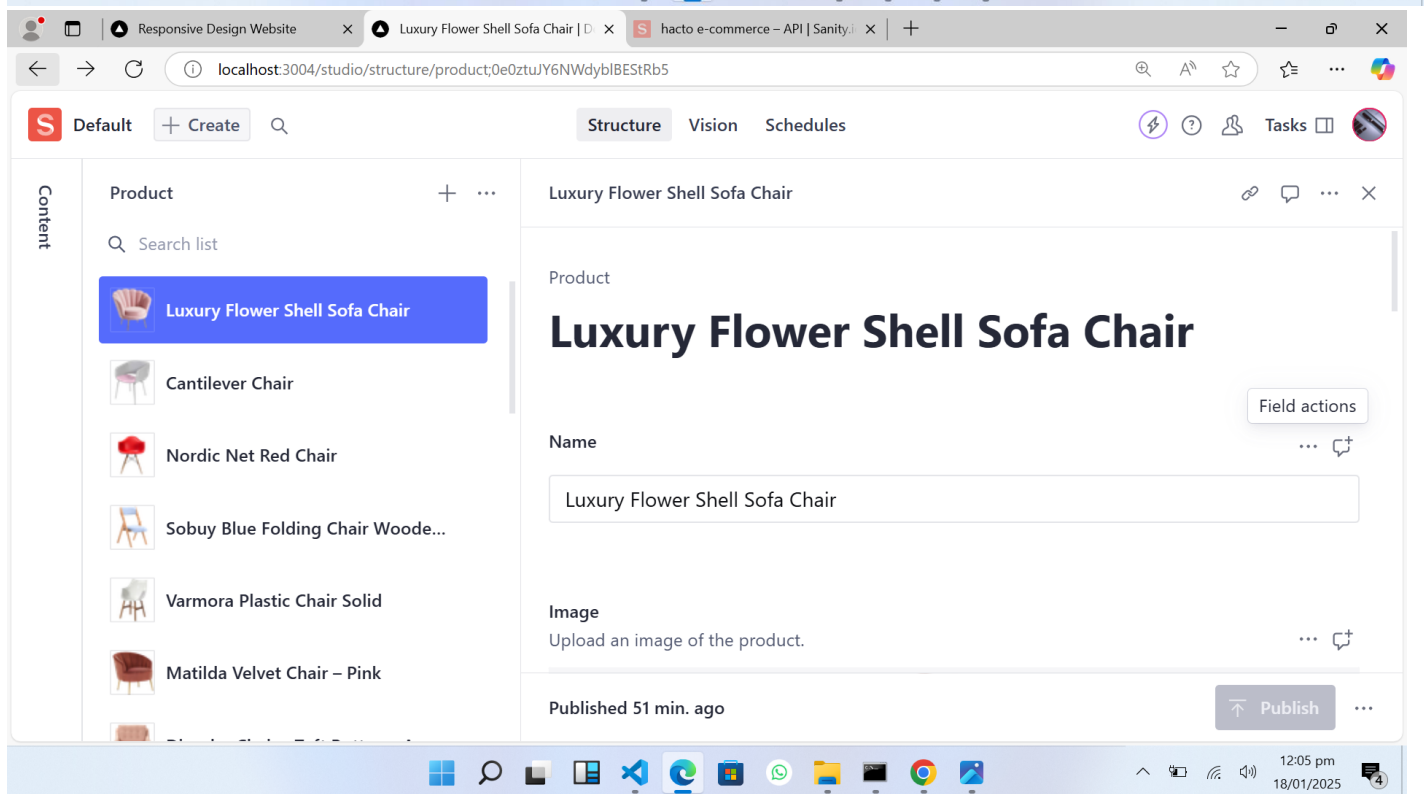 Responsive Design Website
Luxury Flower Shell Sofa Chair | D
hacto e-commerce – API | Sanity.i
localhost:3004/studio/structure/product;0e0ztuJY6NWdyblBEStRb5
S Default
Create
Structure
Vision
Schedules
Tasks
Content
Product
Search list
Luxury Flower Shell Sofa Chair
Cantilever Chair
Nordic Net Red Chair
Sobuy Blue Folding Chair Woode...
Varmora Plastic Chair Solid
Matilda Velvet Chair – Pink
Luxury Flower Shell Sofa Chair
Product
Luxury Flower Shell Sofa Chair
Field actions
Name
Luxury Flower Shell Sofa Chair
Image
Upload an image of the product.
Published 51 min. ago
Publish
12:05 pm
18/01/2025
4